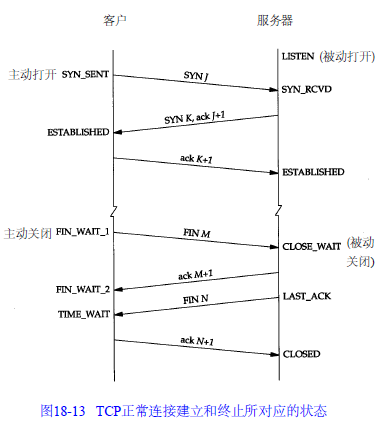 客户 服务器
LISTEN (被动打开)
主动打开 SYN_SENT
SYN J
SYN_RCVD
SYN K, ack J+1
ESTABLISHED
ack K+1
ESTABLISHED
主动关闭 FIN_WAIT_1
FIN M
CLOSE_WAIT (被动
关闭)
ack M+1
FIN_WAIT_2
FIN N
LAST_ACK
TIME_WAIT
ack N+1
CLOSED
图18-13 TCP正常连接建立和终止所对应的状态